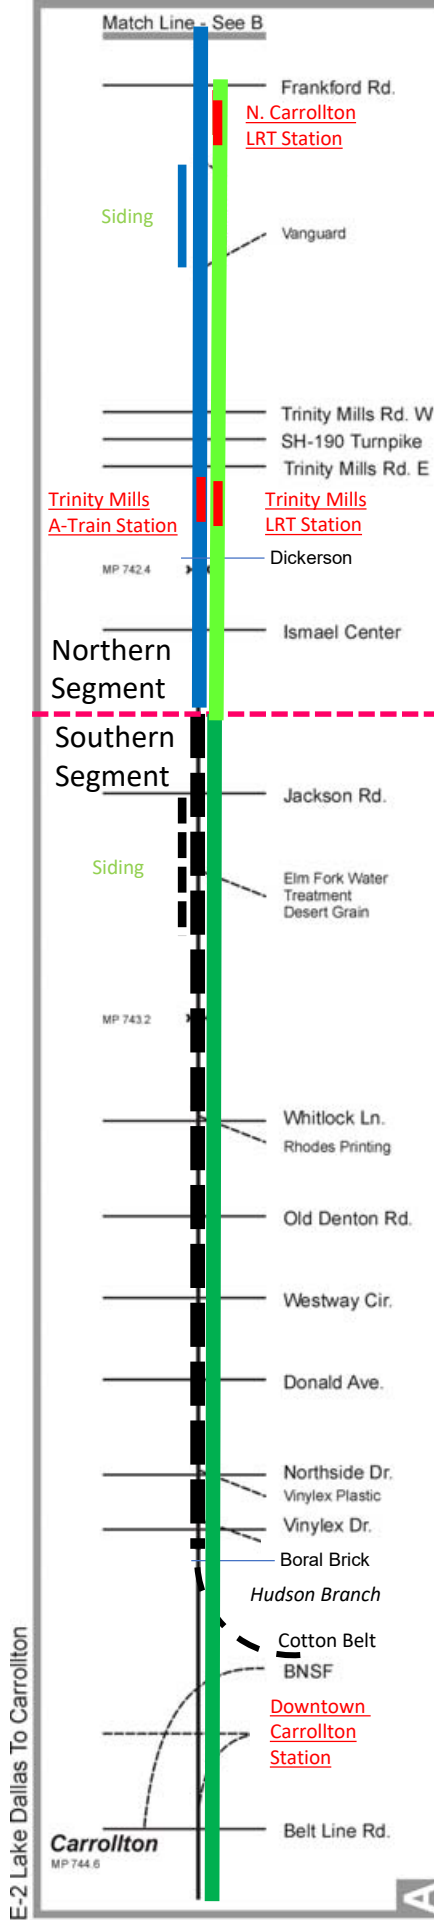 Match Line - See B
Frankford Rd.
N. Carrollton
LRT Station
Siding
Vanguard
Trinity Mills Rd. W
SH-190 Turnpike
Trinity Mills Rd. E
Trinity Mills
A-Train Station
Trinity Mills
LRT Station
Dickerson
MP 742.4
Ismael Center
Northern
Segment
Southern
Segment
Jackson Rd.
Siding
Elm Fork Water
Treatment
Desert Grain
MP 743.2
Whitlock Ln.
Rhodes Printing
Old Denton Rd.
Westway Cir.
Donald Ave.
Northside Dr.
Vinylex Plastic
Vinylex Dr.
Boral Brick
Hudson Branch
Cotton Belt
BNSF
Downtown
Carrollton
Station
Belt Line Rd.
Carrollton
MP 744.6
E-2 Lake Dallas To Carrollton
A